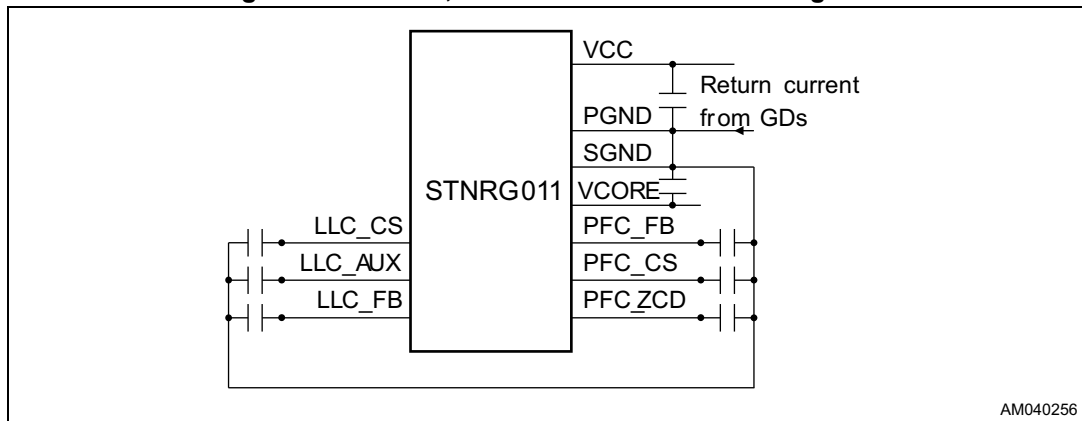 VCC
Return current
PGND
from GDs
SGND
STNRG011
VCORE
LLC_CS
PFC_FB
LLC_AUX
PFC_CS
LLC_FB
PFC_ZCD
AM040256